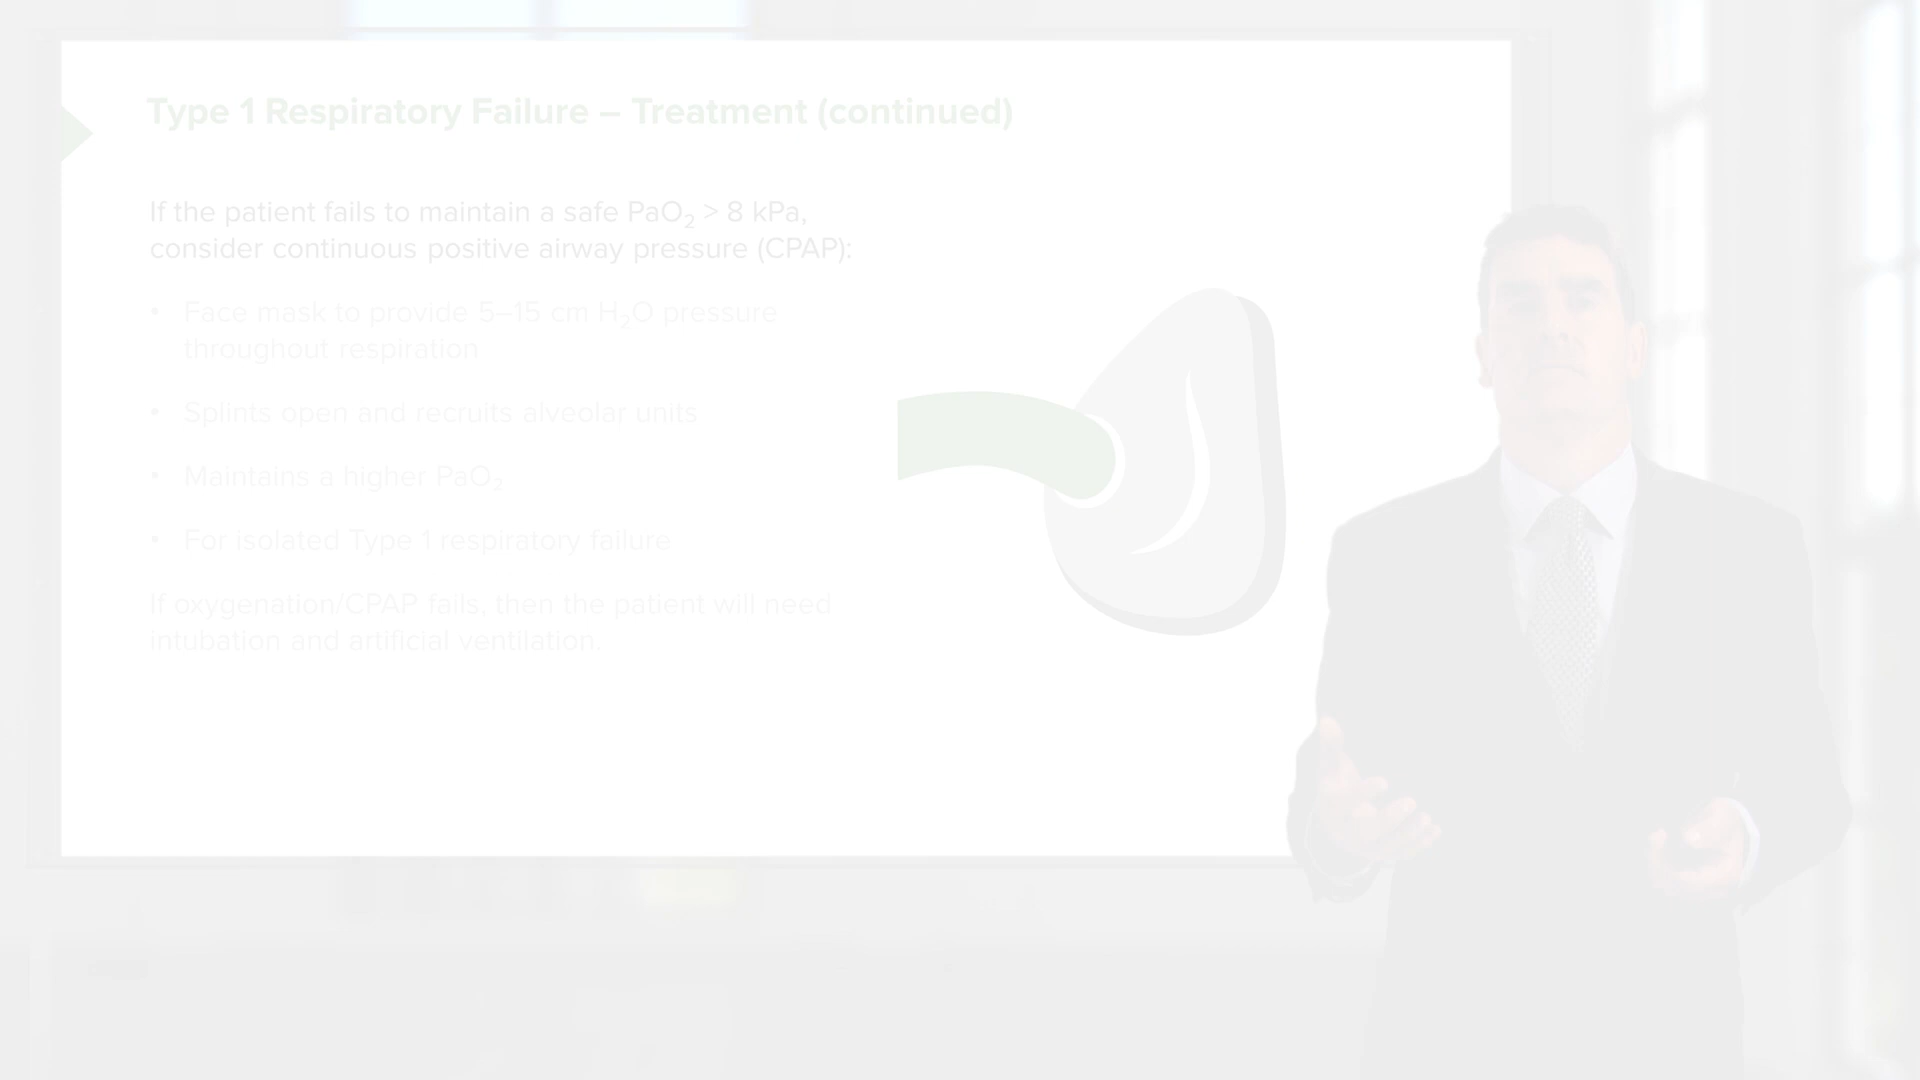 Type 1 Respiratory Failure – Treatment (continued)
If the patient fails to maintain a safe PaO₂ > 8 kPa,
consider continuous positive airway pressure (CPAP):
• Face mask to provide 5–15 cm H₂O pressure
throughout respiration
• Splints open and recruits alveolar units
• Maintains a higher PaO₂
• For isolated Type 1 respiratory failure
If oxygenation/CPAP fails, then the patient will need
intubation and artificial ventilation.